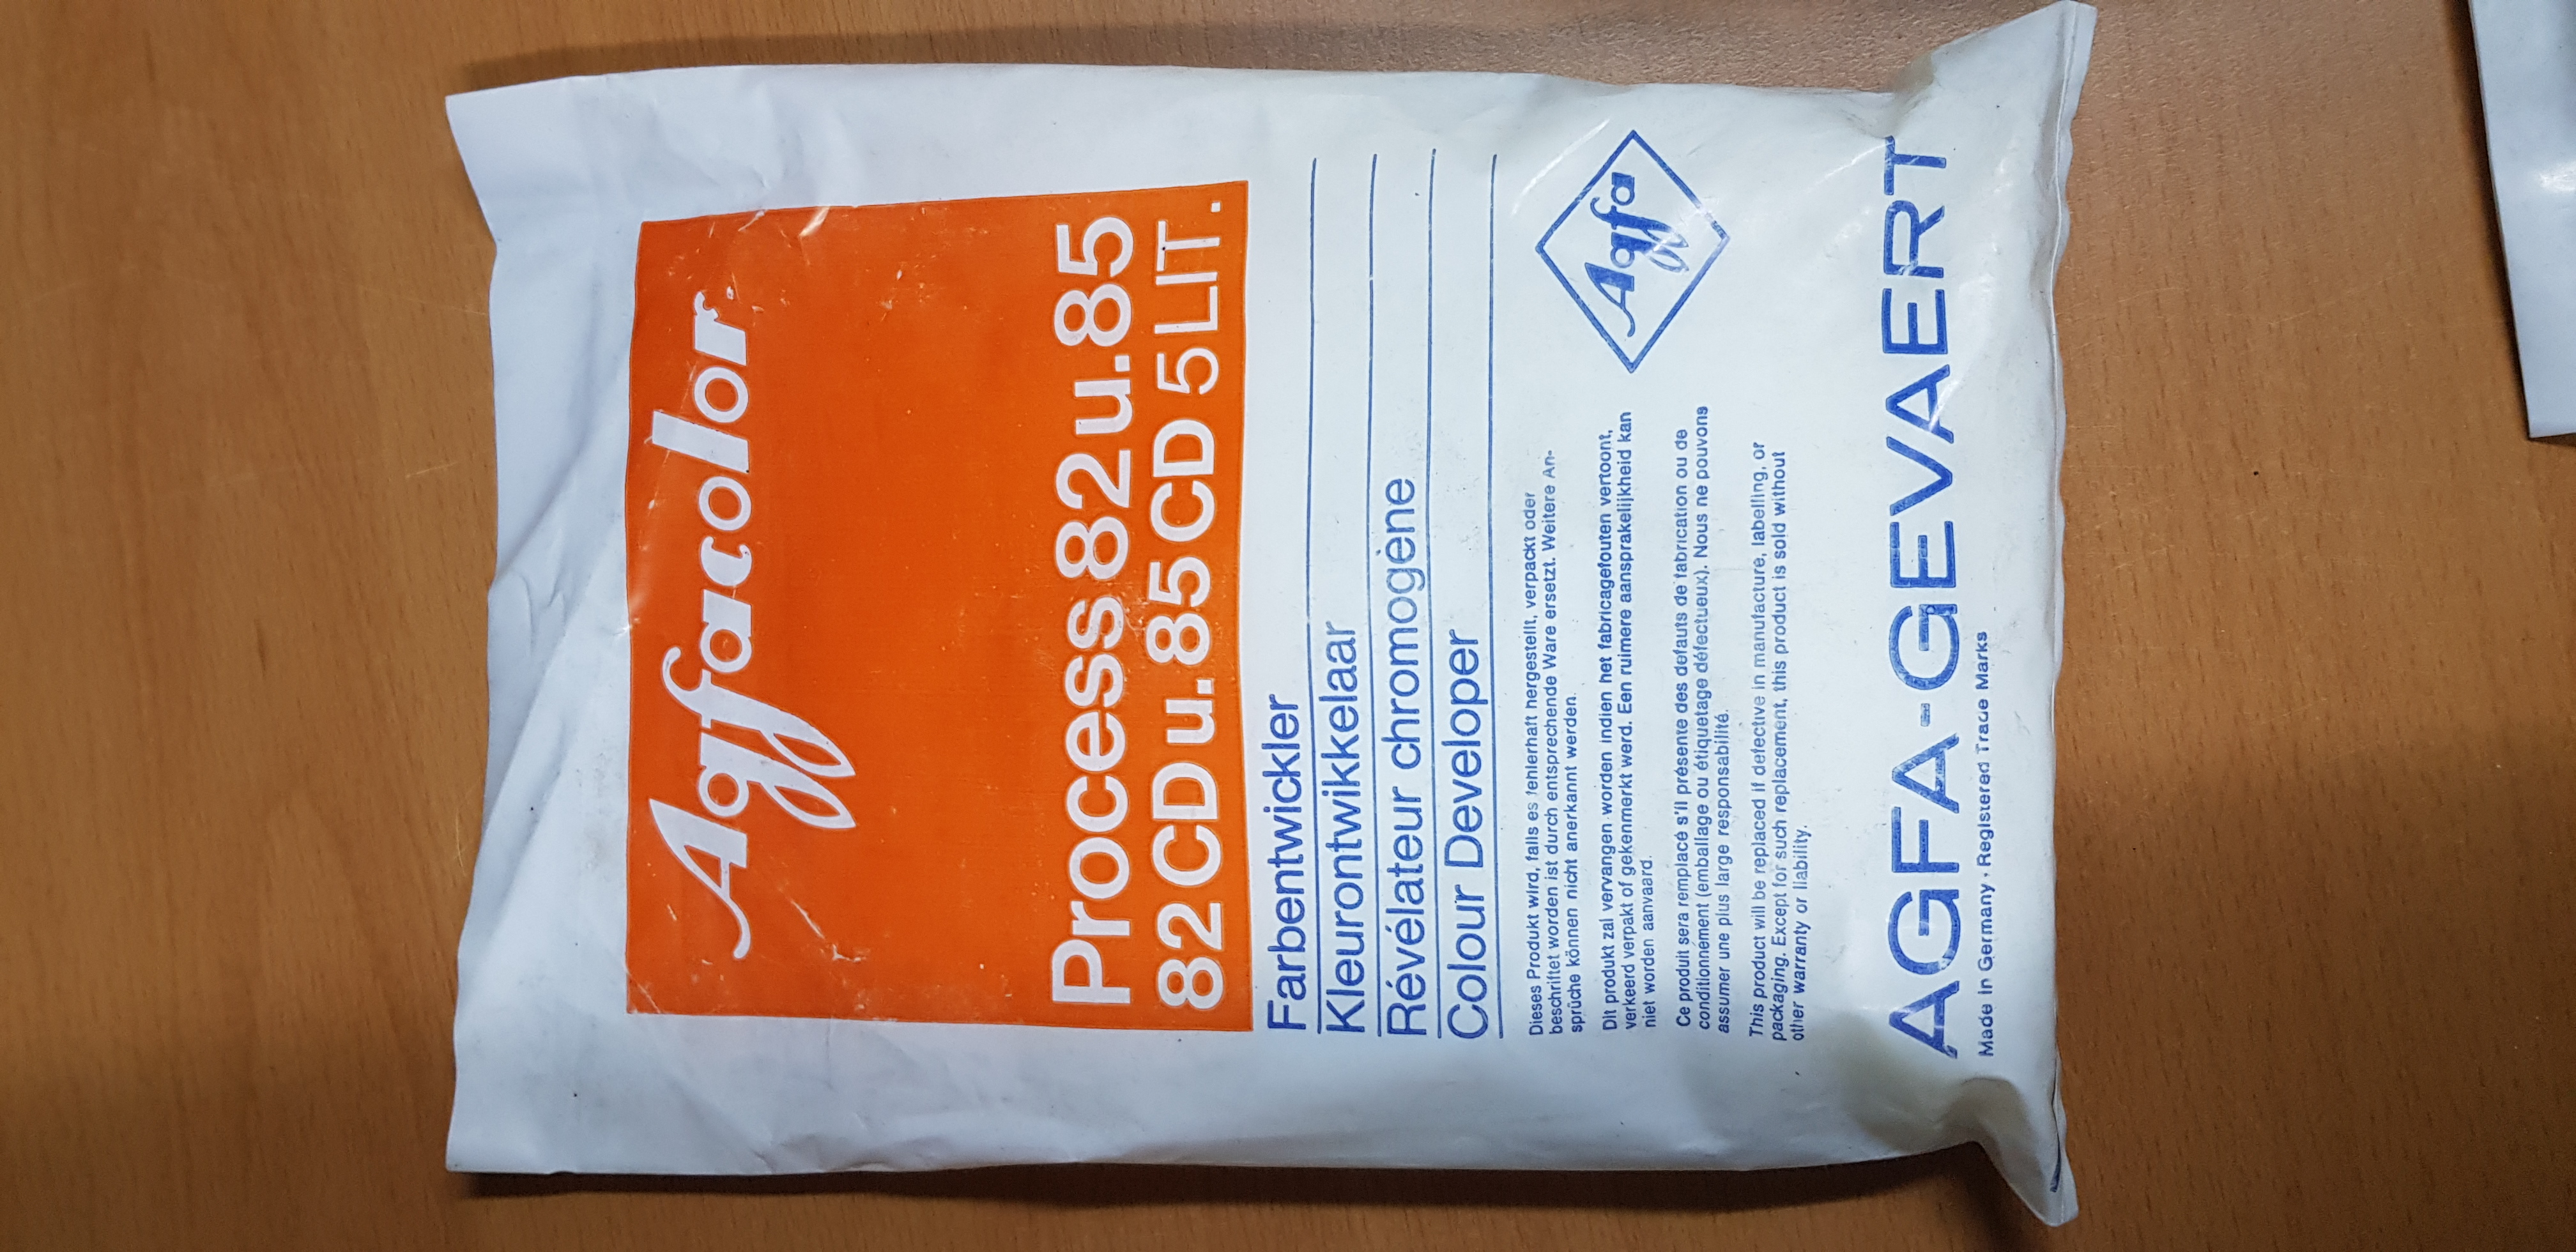 Agfacolor
Process 82 u. 85
82 CD u. 85 CD 5 LIT.
Farbentwickler
Kleurontwikkelaar
Révélateur chromogène
Colour Developer
Dieses Produkt wird, falls es fehlerhaft hergestellt, verpackt oder
beschriftet worden ist durch entsprechende Ware ersetzt. Weitere An-
sprüche können nicht anerkannt werden.
Dit produkt zal vervangen worden indien het fabricagefouten vertoont,
verkeerd verpakt of gekenmerkt werd. Een ruimere aansprakelijkheid kan
niet worden aanvaard.
Ce produit sera remplacé s'il présente des défauts de fabrication ou de
conditionnément (emballage ou étiquetage défectueux). Nous ne pouvons
assumer une plus large responsabilité.
This product will be replaced if defective in manufacture, labelling, or
packaging. Except for such replacement, this product is sold without
other warranty or liability.
Agfa
AGFA-GEVAERT
Made in Germany · Registered Trade Marks